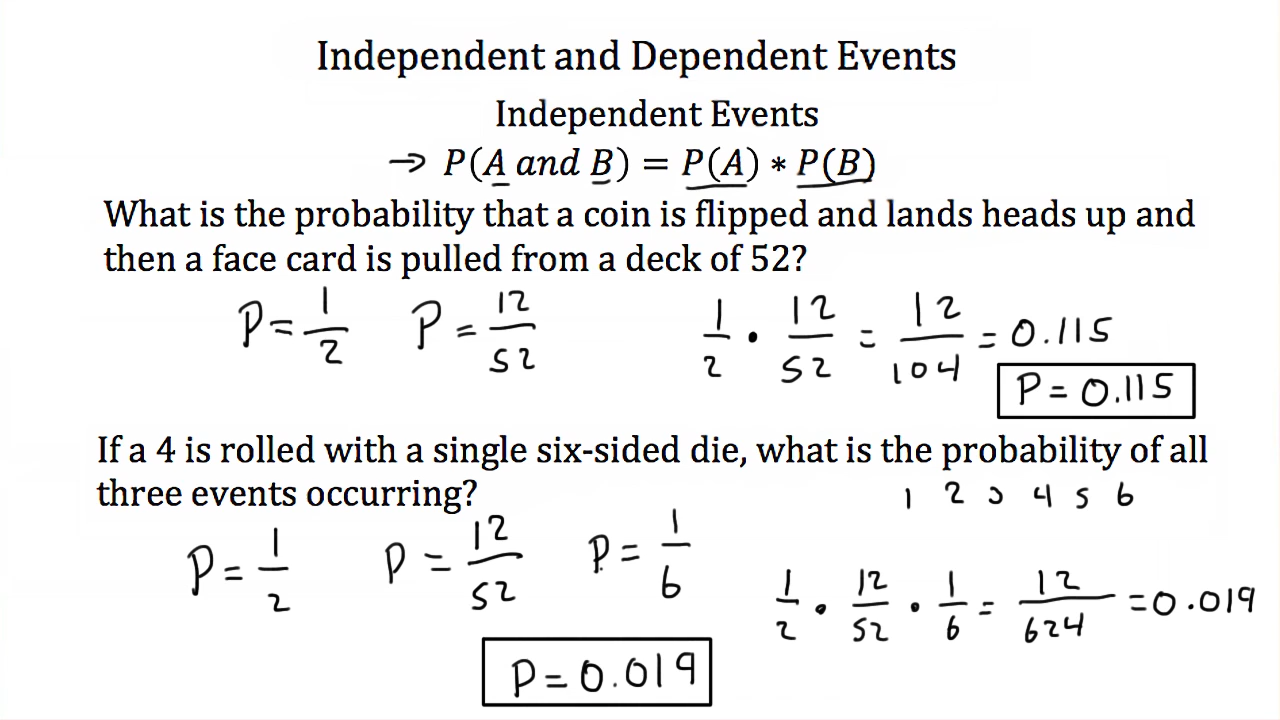 Independent and Dependent Events
Independent Events
→ P(A and B) = P(A) * P(B)
What is the probability that a coin is flipped and lands heads up and
then a face card is pulled from a deck of 52?
P = 1/2 P = 12/52 1/2 · 12/52 = 12/104 = 0.115
P = 0.115
If a 4 is rolled with a single six-sided die, what is the probability of all
three events occurring?
1 2 3 4 5 6
P = 1/2 P = 12/52 P = 1/6
1/2 · 12/52 · 1/6 = 12/624 = 0.019
P = 0.019